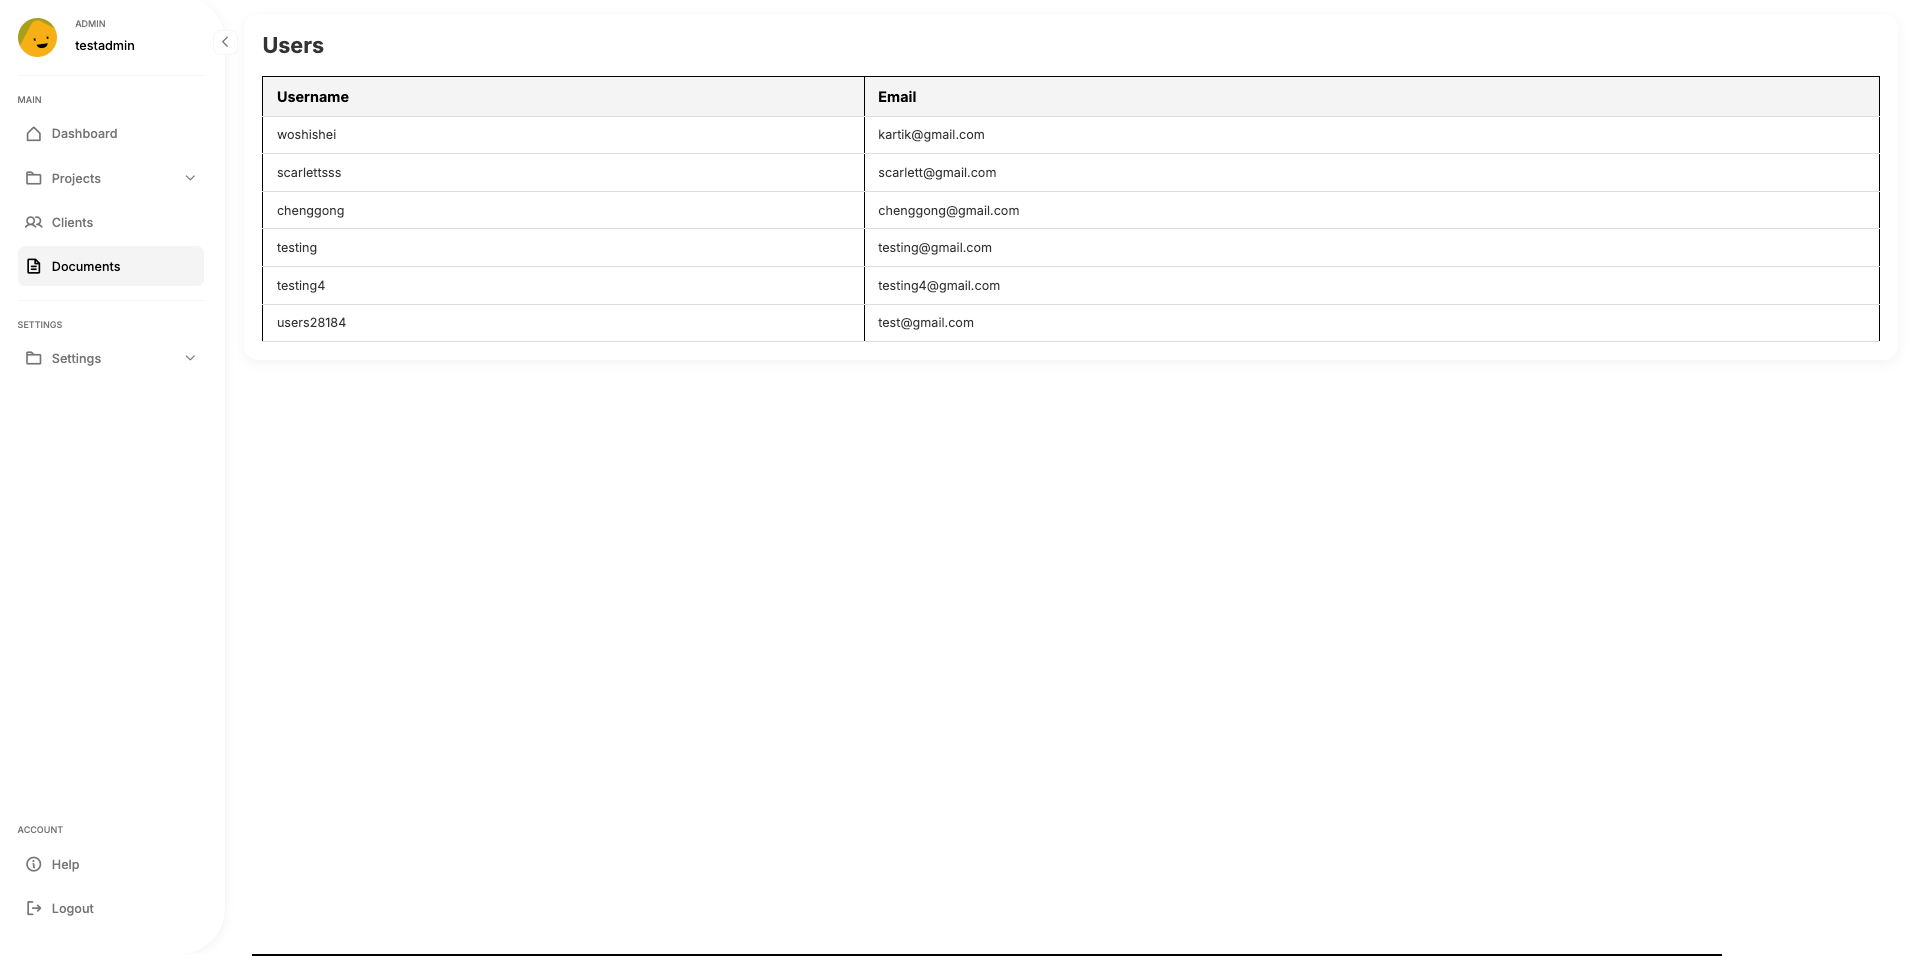 ADMIN
testadmin
MAIN
Dashboard
Projects
Clients
Documents
SETTINGS
Settings
ACCOUNT
Help
Logout
Users
Username Email
woshishei kartik@gmail.com
scarlettsss scarlett@gmail.com
chenggong chenggong@gmail.com
testing testing@gmail.com
testing4 testing4@gmail.com
users28184 test@gmail.com